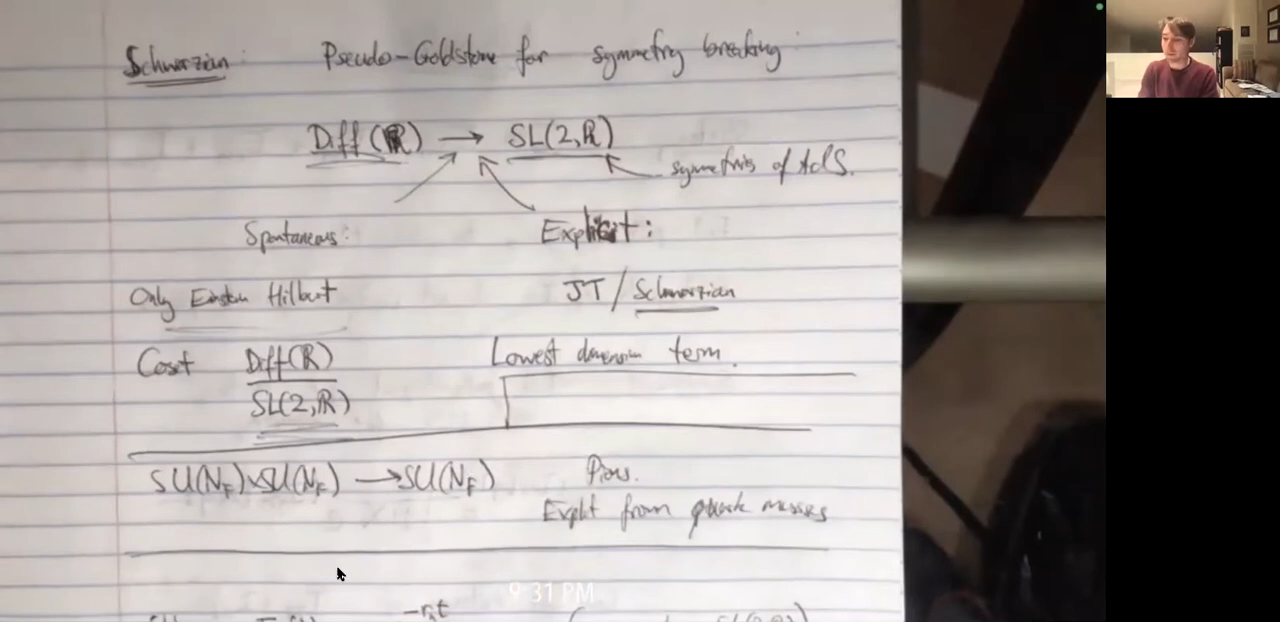 Schwarzian: Pseudo-Goldstone for symmetry breaking:
Diff(R) → SL(2,R)
symmetries of AdS.
Spontaneous: Explicit:
Only Einstein Hilbert JT/Schwarzian
Coset Diff(R) Lowest dimension term.
SL(2,R)
SU(N_F)×SU(N_F) → SU(N_F) Pions.
Explit from quark masses
9:31 PM